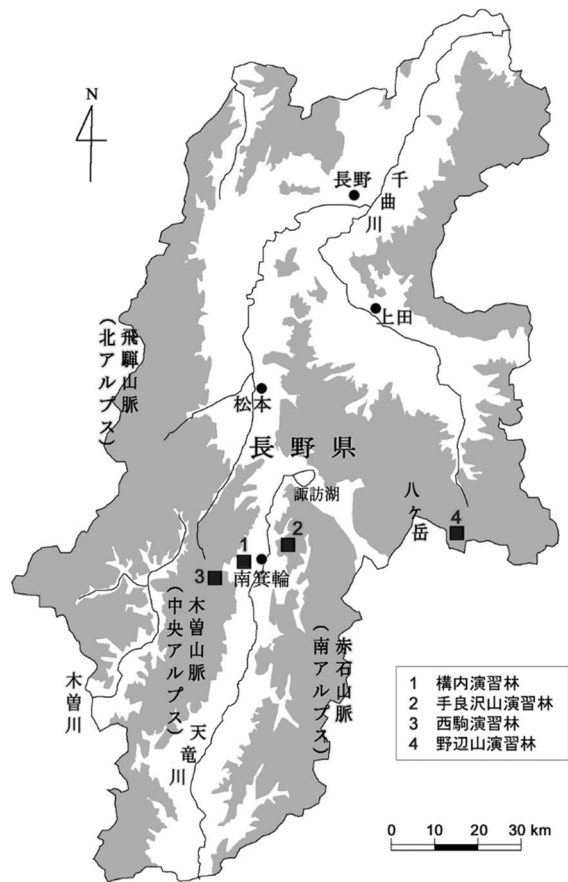 N
長野
千曲川
上田
飛騨山脈
(北アルプス)
松本
長野県
諏訪湖
八ヶ岳
4
1
2
3
南箕輪
木曽山脈
(中央アルプス)
赤石山脈
(南アルプス)
木曽川
天竜川
1 構内演習林
2 手良沢山演習林
3 西駒演習林
4 野辺山演習林
0 10 20 30 km